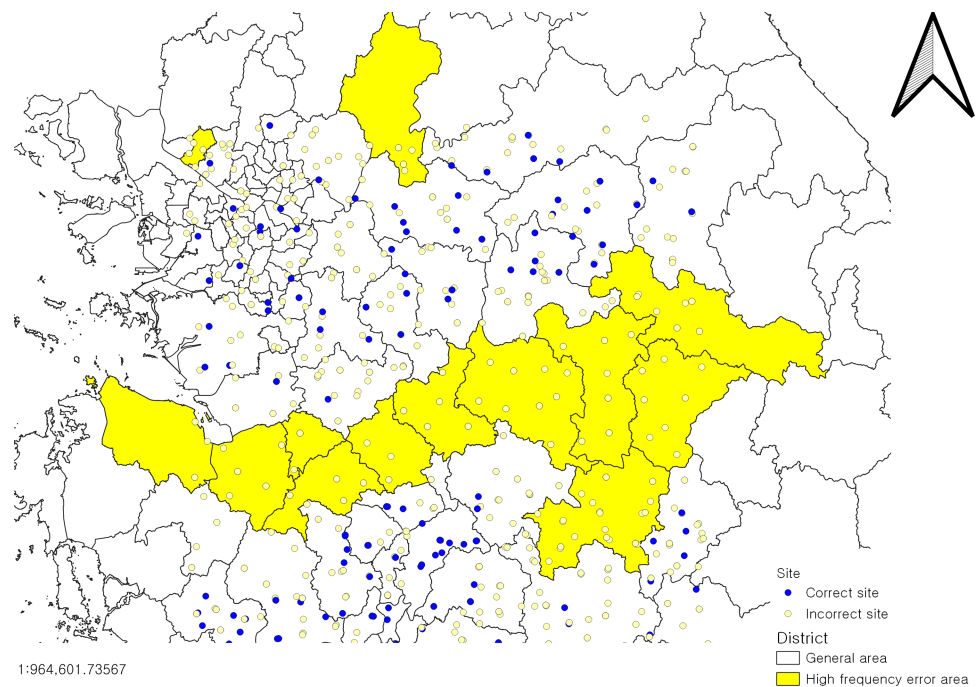 Site
Correct site
Incorrect site
District
General area
High frequency error area
1:964,601.73567